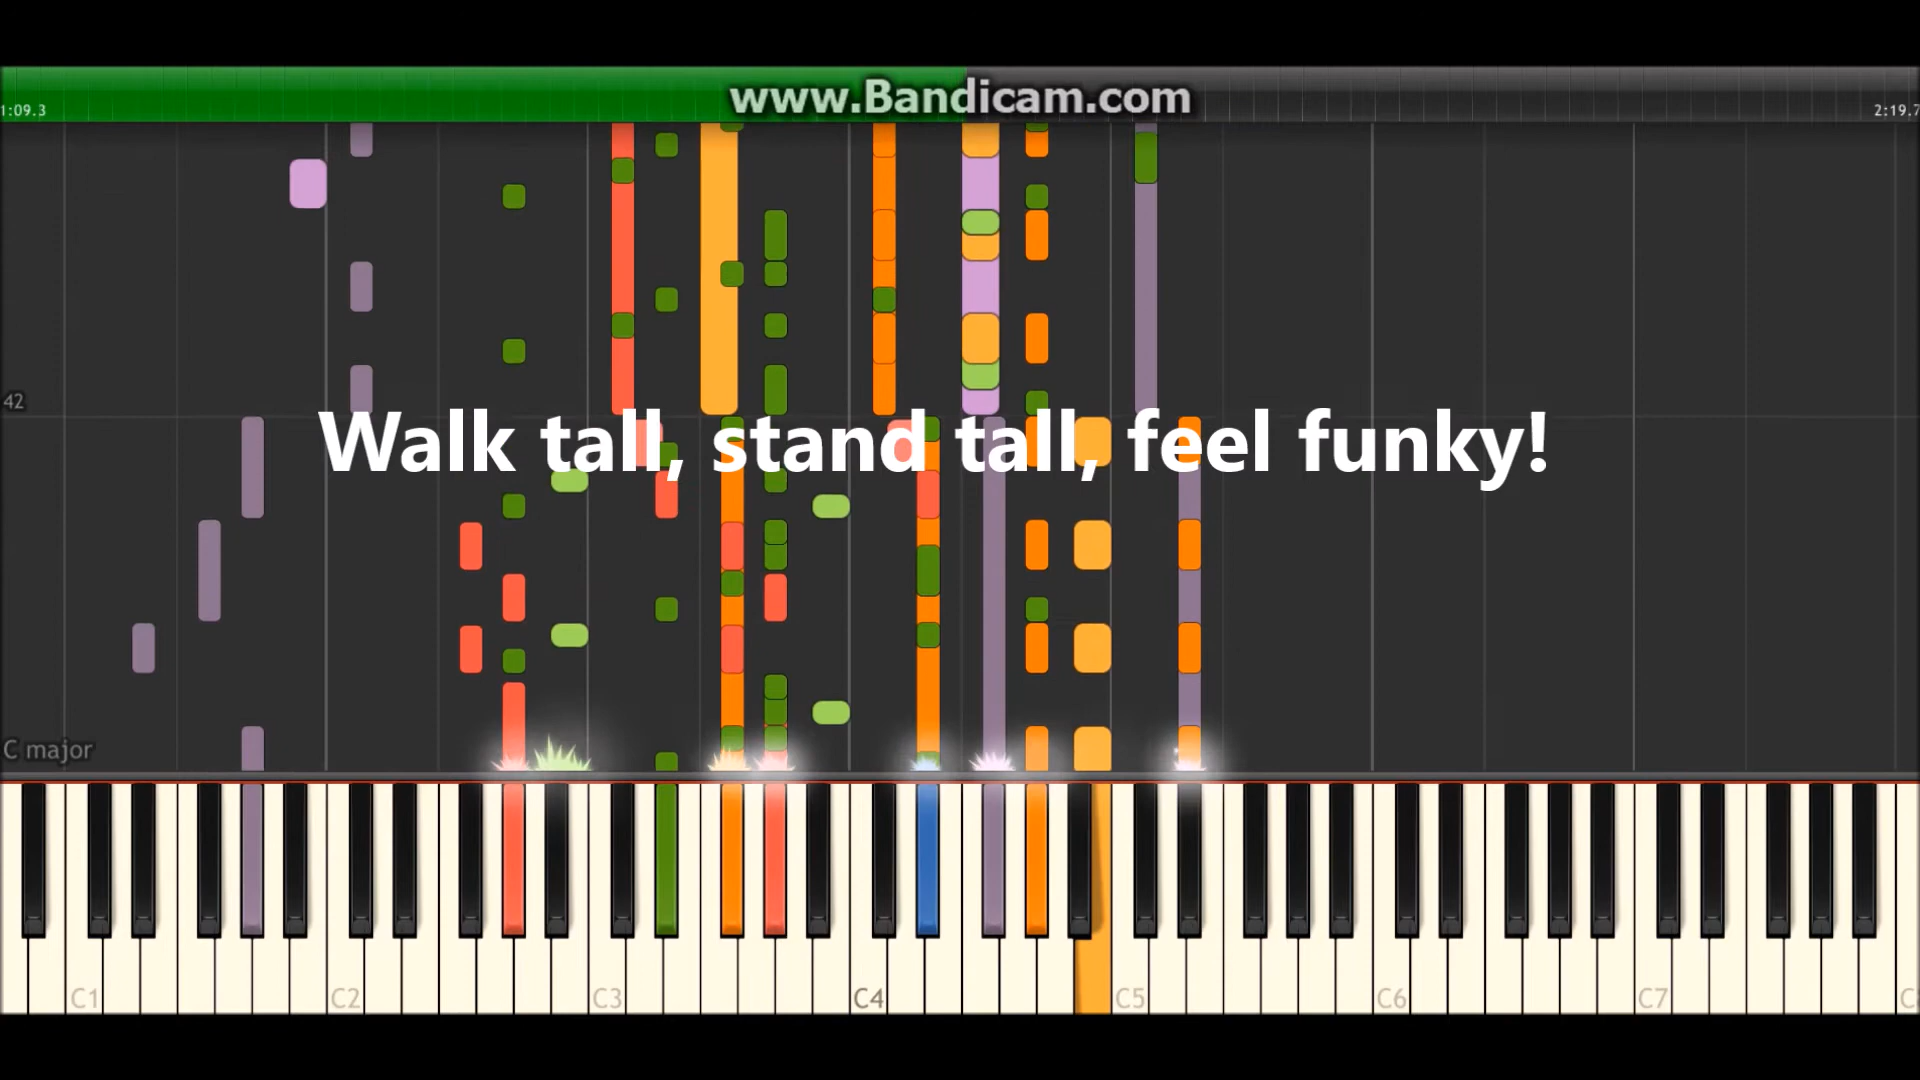 www.Bandicam.com
1:09.3
2:19.7
42
Walk tall, stand tall, feel funky!
C major
C1 C2 C3 C4 C5 C6 C7